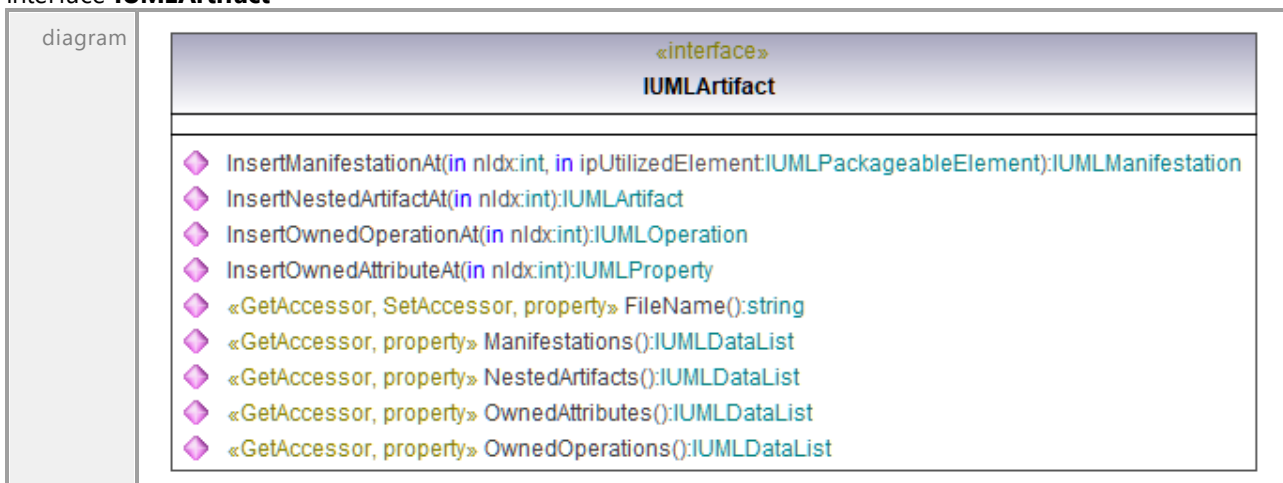 interface IUMLArtifact
diagram
«interface»
IUMLArtifact
InsertManifestationAt(in nIdx:int, in ipUtilizedElement:IUMLPackageableElement):IUMLManifestation
InsertNestedArtifactAt(in nIdx:int):IUMLArtifact
InsertOwnedOperationAt(in nIdx:int):IUMLOperation
InsertOwnedAttributeAt(in nIdx:int):IUMLProperty
«GetAccessor, SetAccessor, property» FileName():string
«GetAccessor, property» Manifestations():IUMLDataList
«GetAccessor, property» NestedArtifacts():IUMLDataList
«GetAccessor, property» OwnedAttributes():IUMLDataList
«GetAccessor, property» OwnedOperations():IUMLDataList